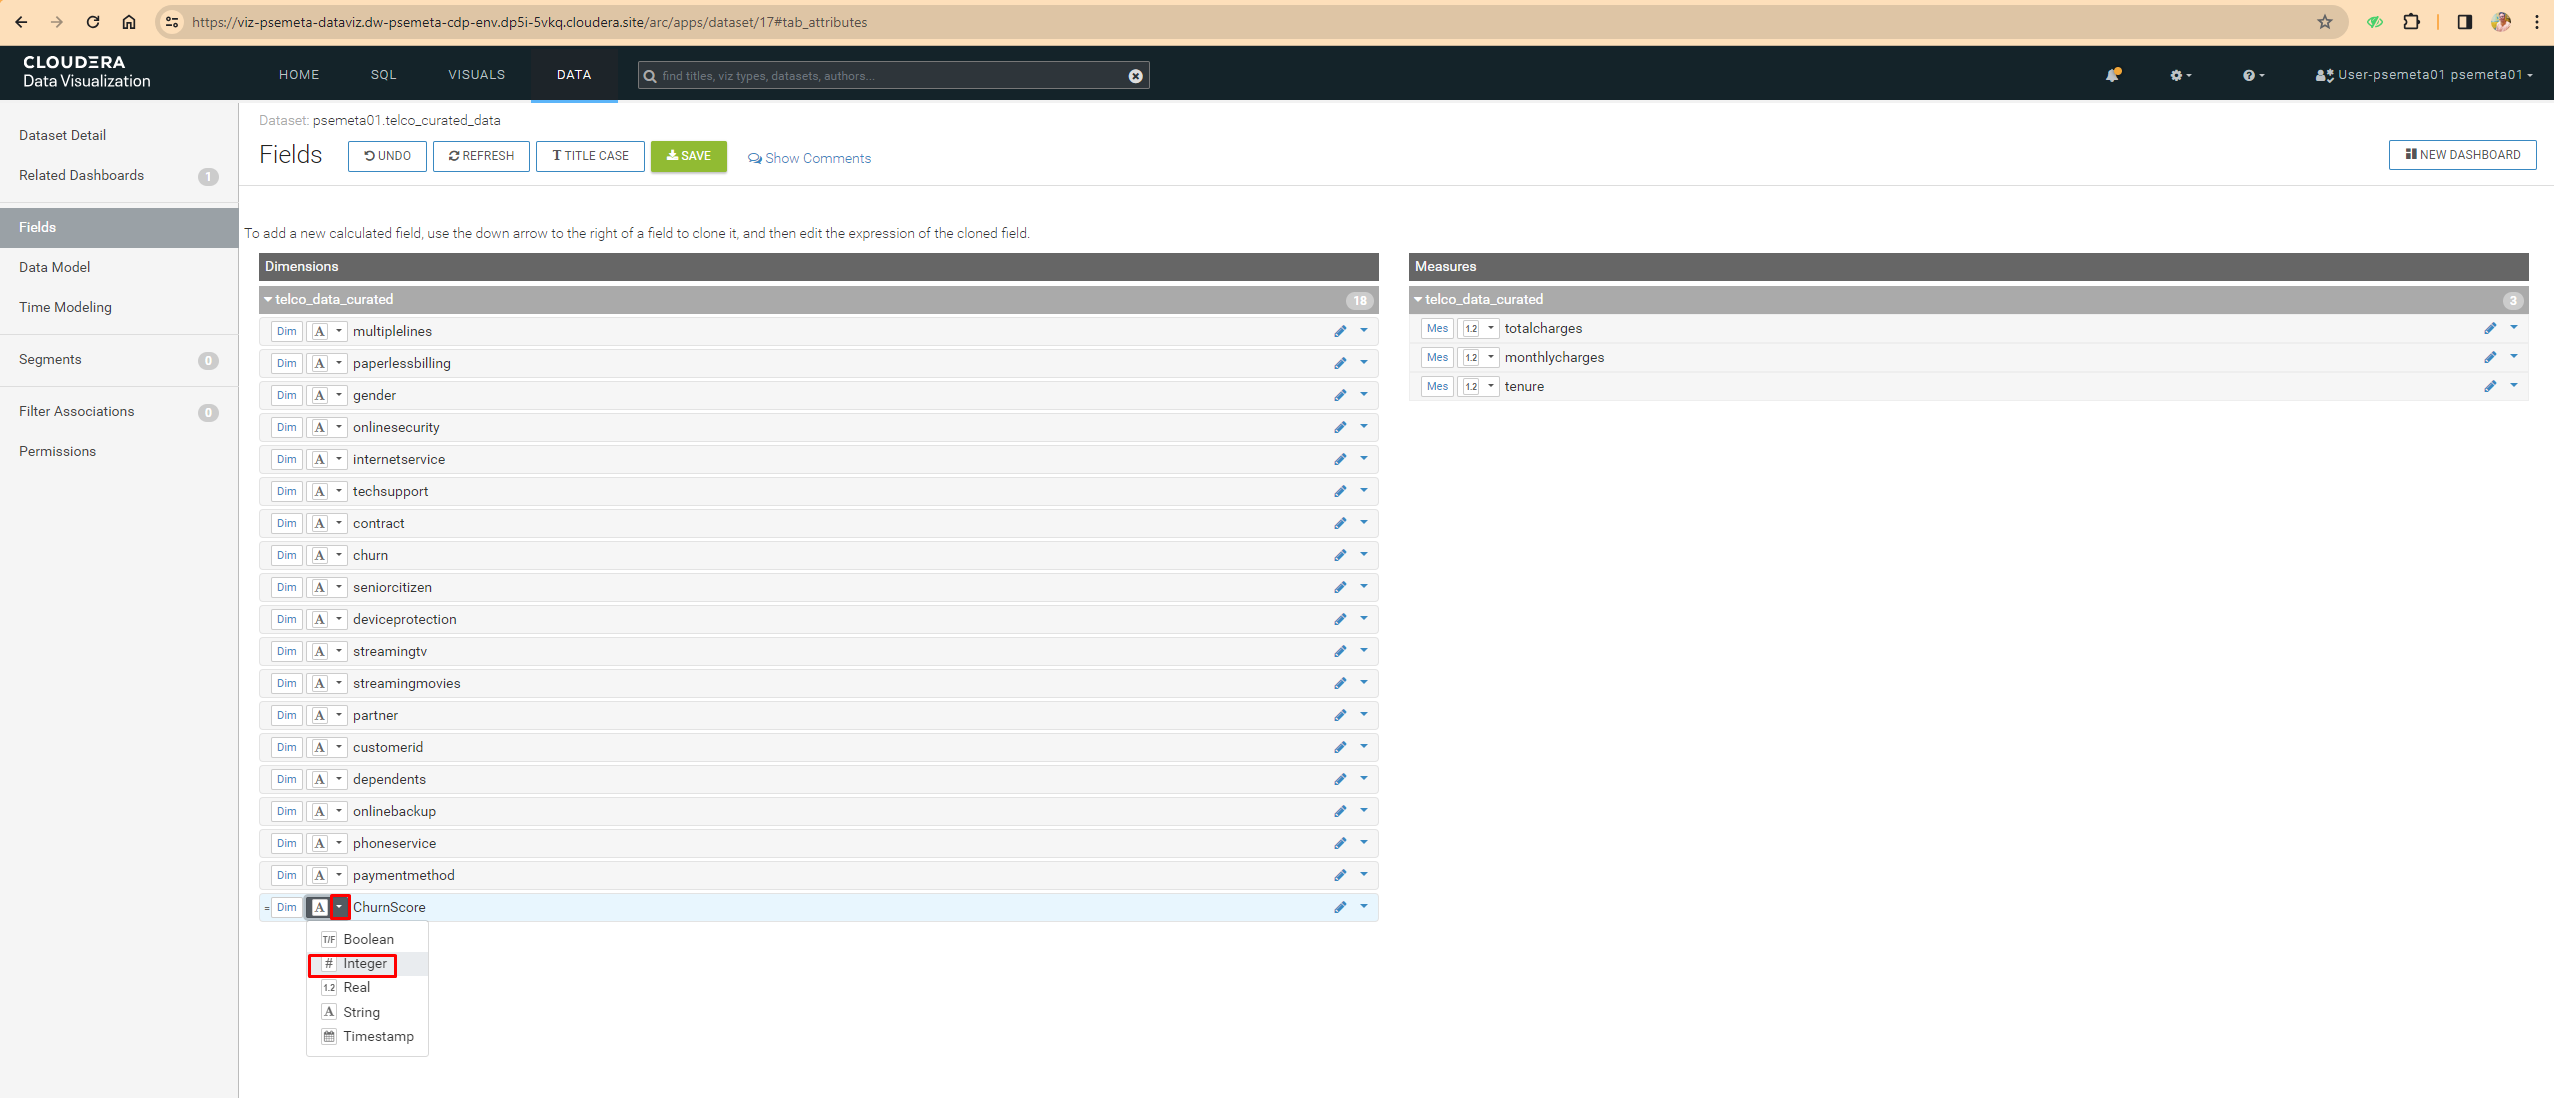 https://viz-psemeta-dataviz.dw-psemeta-cdp-env.dp5i-5vkq.cloudera.site/arc/apps/dataset/17#tab_attributes
CLOUDERA
Data Visualization
HOME
SQL
VISUALS
DATA
find titles, viz types, datasets, authors...
User-psemeta01 psemeta01
Dataset Detail
Related Dashboards 1
Fields
Data Model
Time Modeling
Segments 0
Filter Associations 0
Permissions
Dataset: psemeta01.telco_curated_data
Fields
UNDO
REFRESH
T TITLE CASE
SAVE
Show Comments
NEW DASHBOARD
To add a new calculated field, use the down arrow to the right of a field to clone it, and then edit the expression of the cloned field.
Dimensions
telco_data_curated 18
Dim A multiplelines
Dim A paperlessbilling
Dim A gender
Dim A onlinesecurity
Dim A internetservice
Dim A techsupport
Dim A contract
Dim A churn
Dim A seniorcitizen
Dim A deviceprotection
Dim A streamingtv
Dim A streamingmovies
Dim A partner
Dim A customerid
Dim A dependents
Dim A onlinebackup
Dim A phoneservice
Dim A paymentmethod
= Dim A ChurnScore
T/F Boolean
# Integer
1.2 Real
A String
Timestamp
Measures
telco_data_curated 3
Mes 1.2 totalcharges
Mes 1.2 monthlycharges
Mes 1.2 tenure